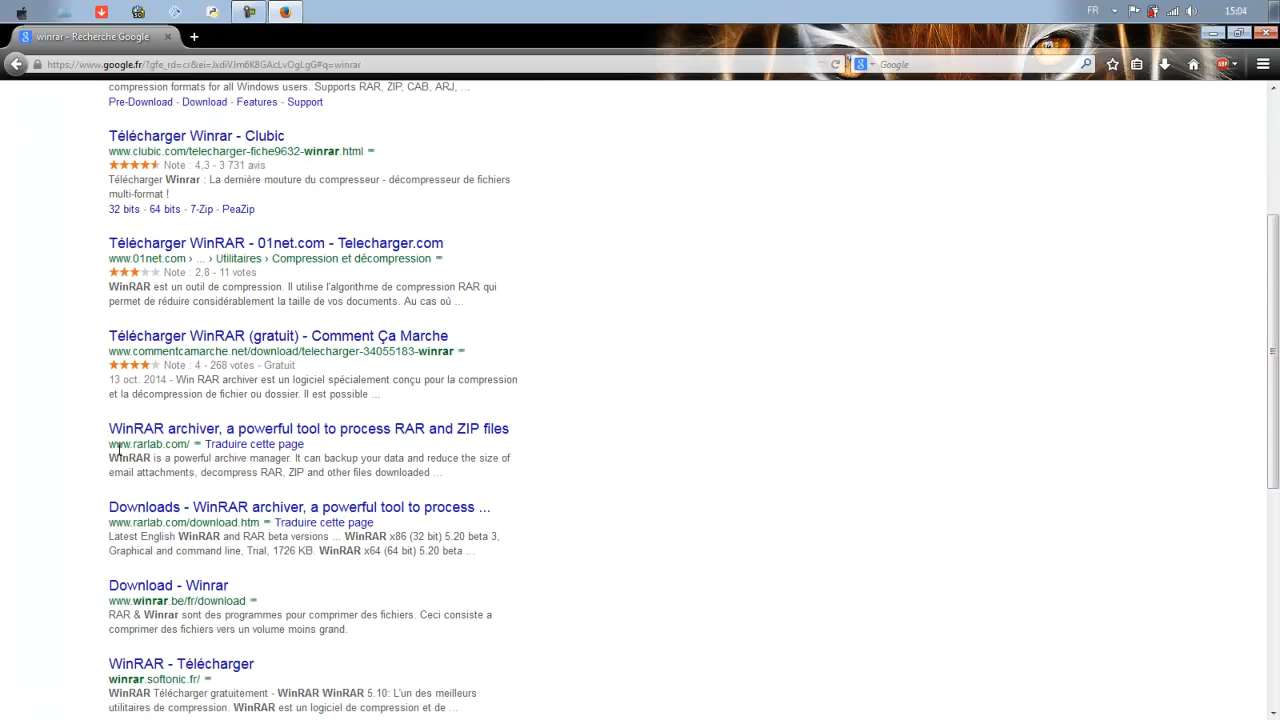 FR
15:04
winrar - Recherche Google
Google
compression formats for all Windows users. Supports RAR, ZIP, CAB, ARJ, ...
Pre-Download - Download - Features - Support
Télécharger Winrar - Clubic
www.clubic.com/telecharger-fiche9632-winrar.html
Note : 4,3 - 3 731 avis
Télécharger Winrar : La dernière mouture du compresseur - décompresseur de fichiers
multi-format !
32 bits - 64 bits - 7-Zip - PeaZip
Télécharger WinRAR - 01net.com - Telecharger.com
www.01net.com › ... › Utilitaires › Compression et décompression
Note : 2,8 - 11 votes
WinRAR est un outil de compression. Il utilise l'algorithme de compression RAR qui
permet de réduire considérablement la taille de vos documents. Au cas où ...
Télécharger WinRAR (gratuit) - Comment Ça Marche
www.commentcamarche.net/download/telecharger-34055183-winrar
Note : 4 - 268 votes - Gratuit
13 oct. 2014 - Win RAR archiver est un logiciel spécialement conçu pour la compression
et la décompression de fichier ou dossier. Il est possible ...
WinRAR archiver, a powerful tool to process RAR and ZIP files
www.rarlab.com/ Traduire cette page
WinRAR is a powerful archive manager. It can backup your data and reduce the size of
email attachments, decompress RAR, ZIP and other files downloaded ...
Downloads - WinRAR archiver, a powerful tool to process ...
www.rarlab.com/download.htm Traduire cette page
Latest English WinRAR and RAR beta versions ... WinRAR x86 (32 bit) 5.20 beta 3,
Graphical and command line, Trial, 1726 KB. WinRAR x64 (64 bit) 5.20 beta ...
Download - Winrar
www.winrar.be/fr/download
RAR & Winrar sont des programmes pour comprimer des fichiers. Ceci consiste a
comprimer des fichiers vers un volume moins grand.
WinRAR - Télécharger
winrar.softonic.fr/
WinRAR Télécharger gratuitement - WinRAR WinRAR 5.10: L'un des meilleurs
utilitaires de compression. WinRAR est un logiciel de compression et de ...